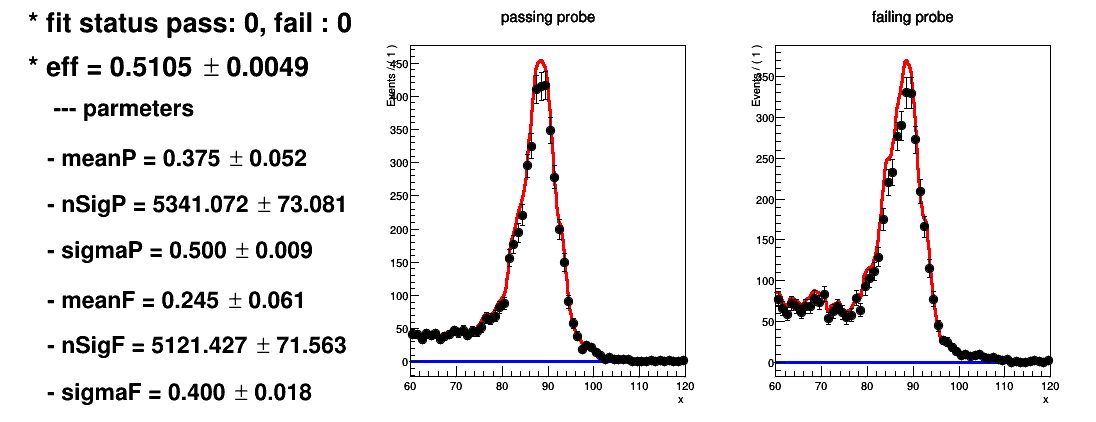 * fit status pass: 0, fail : 0
* eff = 0.5105 ± 0.0049
--- parmeters
- meanP = 0.375 ± 0.052
- nSigP = 5341.072 ± 73.081
- sigmaP = 0.500 ± 0.009
- meanF = 0.245 ± 0.061
- nSigF = 5121.427 ± 71.563
- sigmaF = 0.400 ± 0.018
passing probe
Events / ( 1 )
450
400
350
300
250
200
150
100
50
0
60 70 80 90 100 110 120
x
failing probe
Events / ( 1 )
350
300
250
200
150
100
50
0
60 70 80 90 100 110 120
x